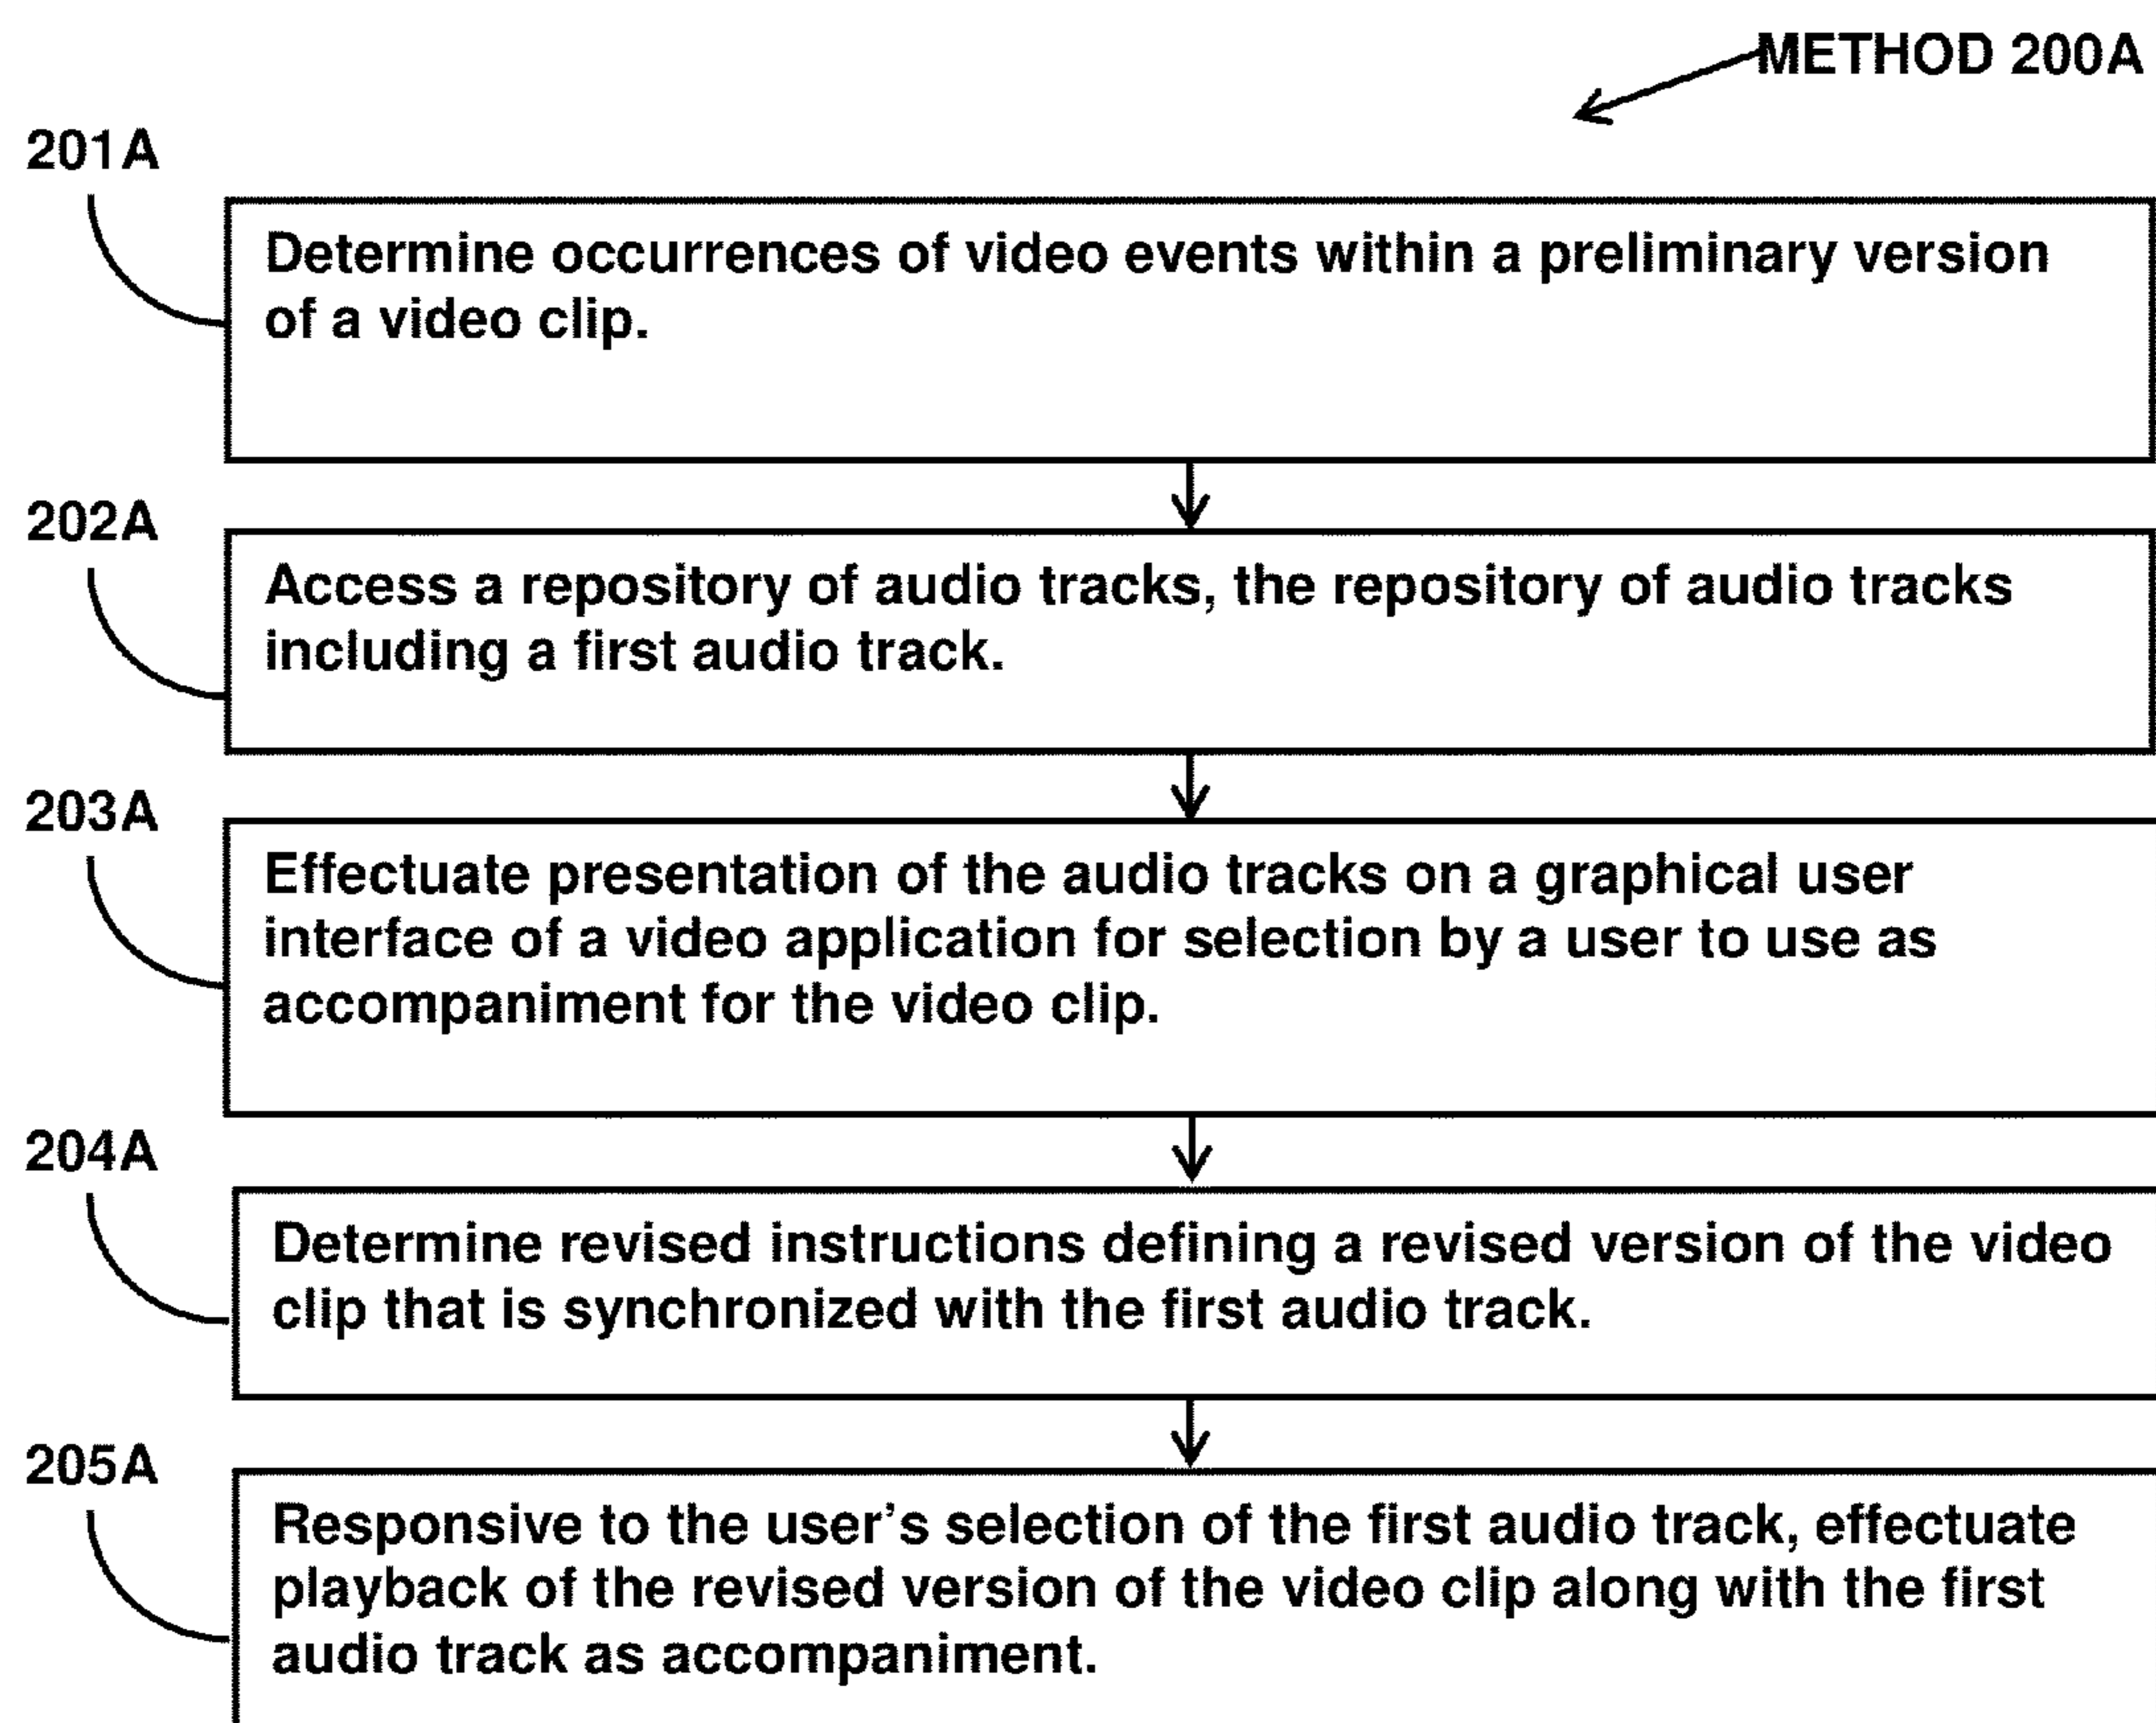 METHOD 200A
201A
Determine occurrences of video events within a preliminary version
of a video clip.
202A
Access a repository of audio tracks, the repository of audio tracks
including a first audio track.
203A
Effectuate presentation of the audio tracks on a graphical user
interface of a video application for selection by a user to use as
accompaniment for the video clip.
204A
Determine revised instructions defining a revised version of the video
clip that is synchronized with the first audio track.
205A
Responsive to the user's selection of the first audio track, effectuate
playback of the revised version of the video clip along with the first
audio track as accompaniment.